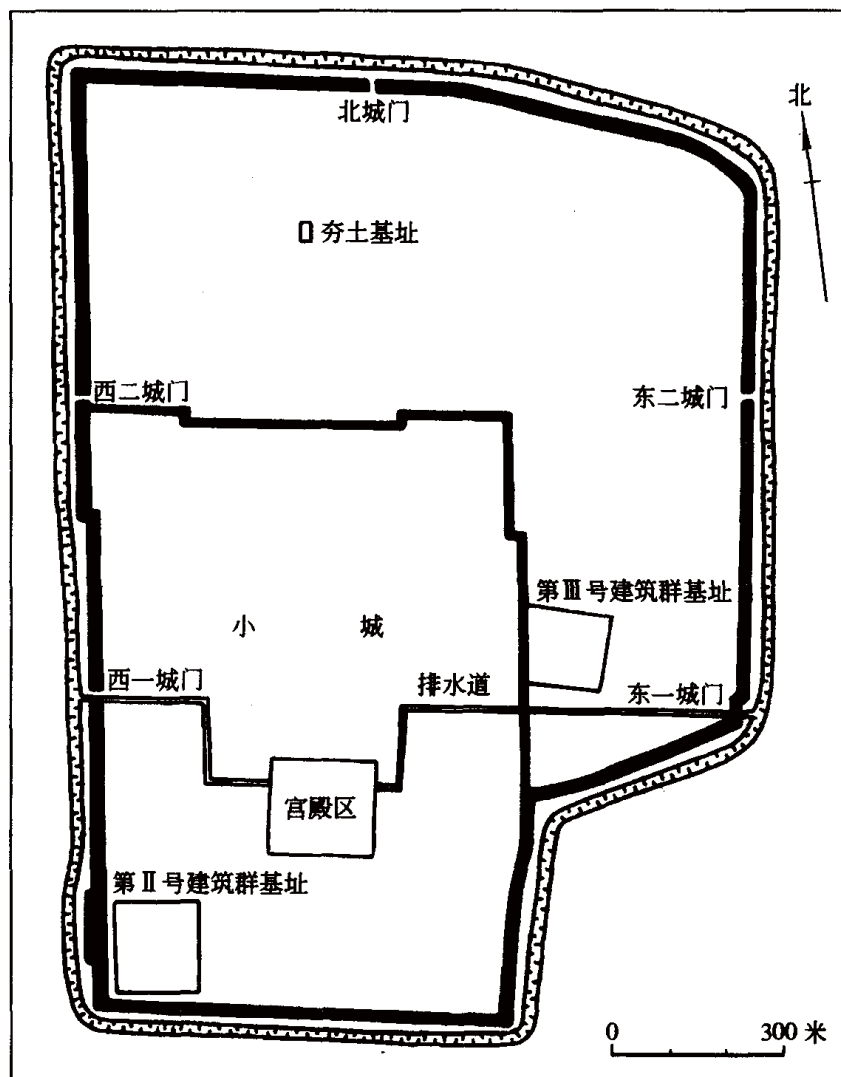 北
北城门
夯土基址
西二城门
东二城门
第Ⅲ号建筑群基址
小城
西一城门
排水道
东一城门
宫殿区
第Ⅱ号建筑群基址
0 300米